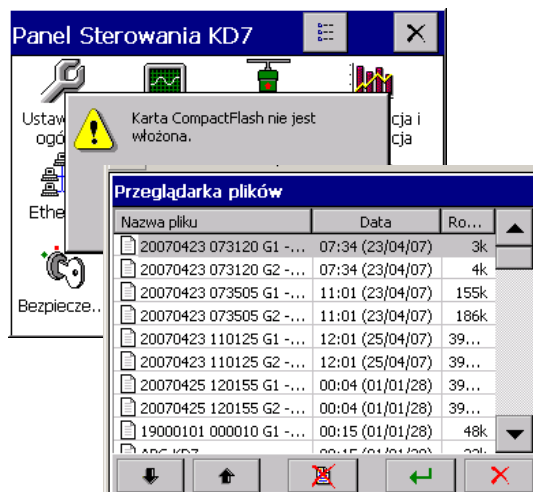 Panel Sterowania KD7
Ustaw
ogó
cja i
cja
Karta CompactFlash nie jest
włożona.
Ethe
Bezpiecze...
Przeglądarka plików
Nazwa pliku Data Ro...
20070423 073120 G1 -... 07:34 (23/04/07) 3k
20070423 073120 G2 -... 07:34 (23/04/07) 4k
20070423 073505 G1 -... 11:01 (23/04/07) 155k
20070423 073505 G2 -... 11:01 (23/04/07) 186k
20070423 110125 G1 -... 12:01 (25/04/07) 39...
20070423 110125 G2 -... 12:01 (25/04/07) 39...
20070425 120155 G1 -... 00:04 (01/01/28) 39...
20070425 120155 G2 -... 00:04 (01/01/28) 39...
19000101 000010 G1 -... 00:15 (01/01/28) 48k